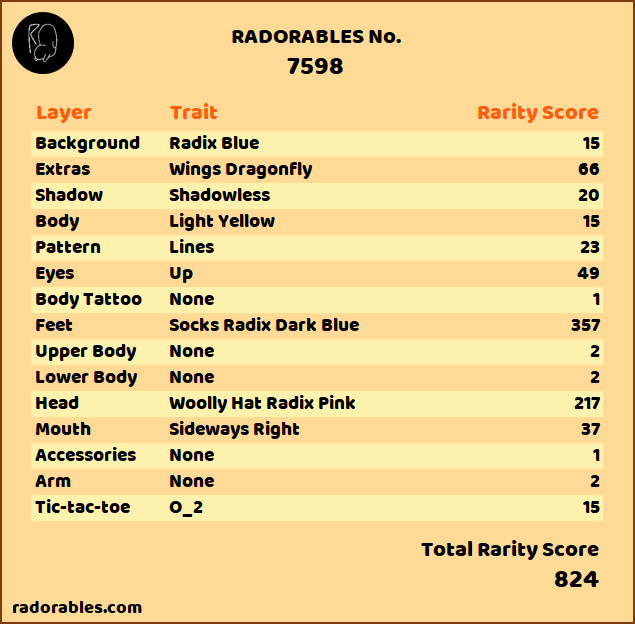 RADORABLES No.
7598
Layer Trait Rarity Score
Background Radix Blue 15
Extras Wings Dragonfly 66
Shadow Shadowless 20
Body Light Yellow 15
Pattern Lines 23
Eyes Up 49
Body Tattoo None 1
Feet Socks Radix Dark Blue 357
Upper Body None 2
Lower Body None 2
Head Woolly Hat Radix Pink 217
Mouth Sideways Right 37
Accessories None 1
Arm None 2
Tic-tac-toe O_2 15
Total Rarity Score
824
radorables.com